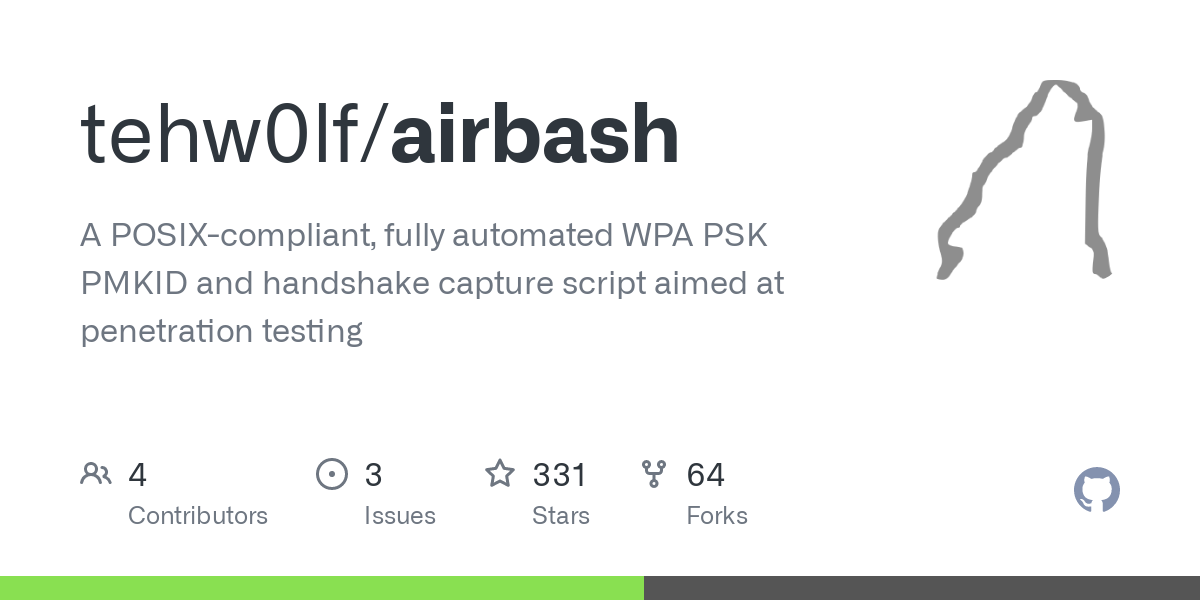 tehw0lf/airbash
A POSIX-compliant, fully automated WPA PSK
PMKID and handshake capture script aimed at
penetration testing
4 3 331 64
Contributors Issues Stars Forks